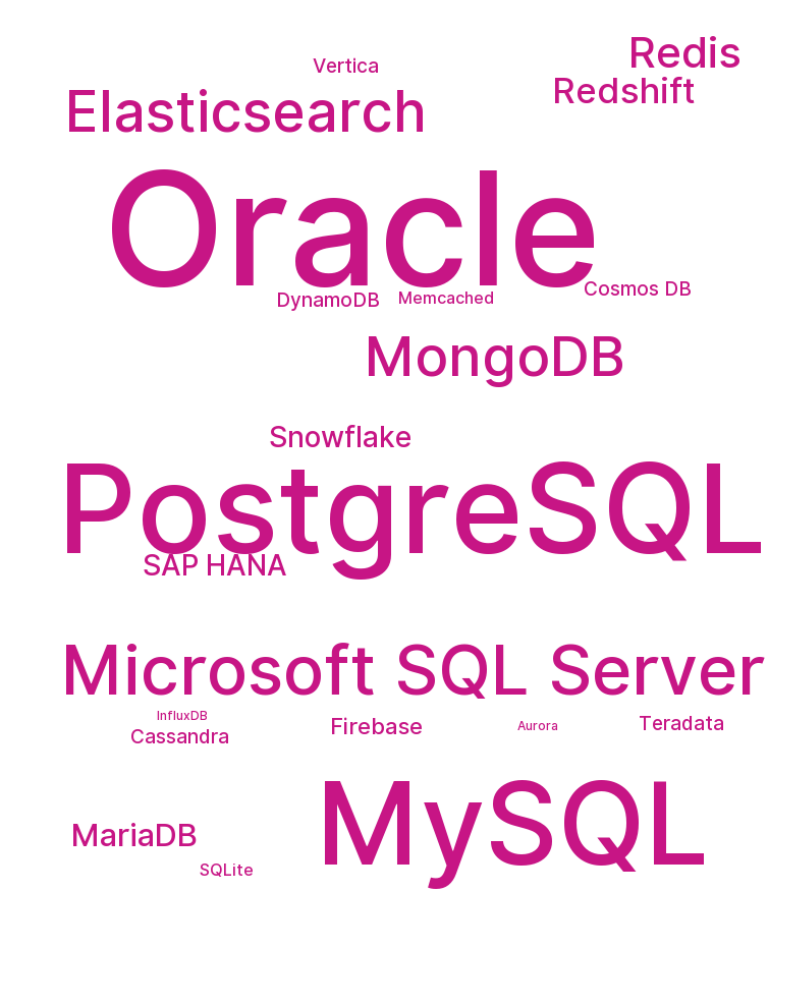 Redis
Vertica
Redshift
Elasticsearch
Oracle
Cosmos DB
DynamoDB
Memcached
MongoDB
Snowflake
PostgreSQL
SAP HANA
Microsoft SQL Server
InfluxDB
Cassandra
Firebase
Aurora
Teradata
MySQL
MariaDB
SQLite